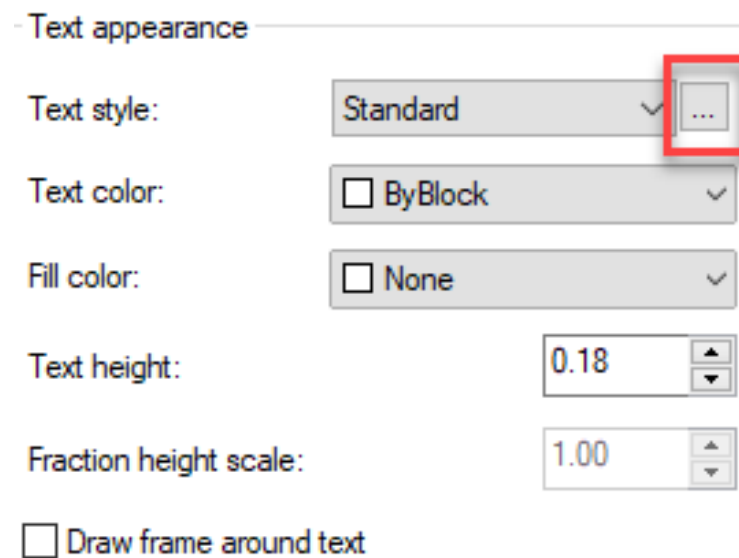 Text appearance
Text style: Standard ...
Text color: ByBlock
Fill color: None
Text height: 0.18
Fraction height scale: 1.00
Draw frame around text